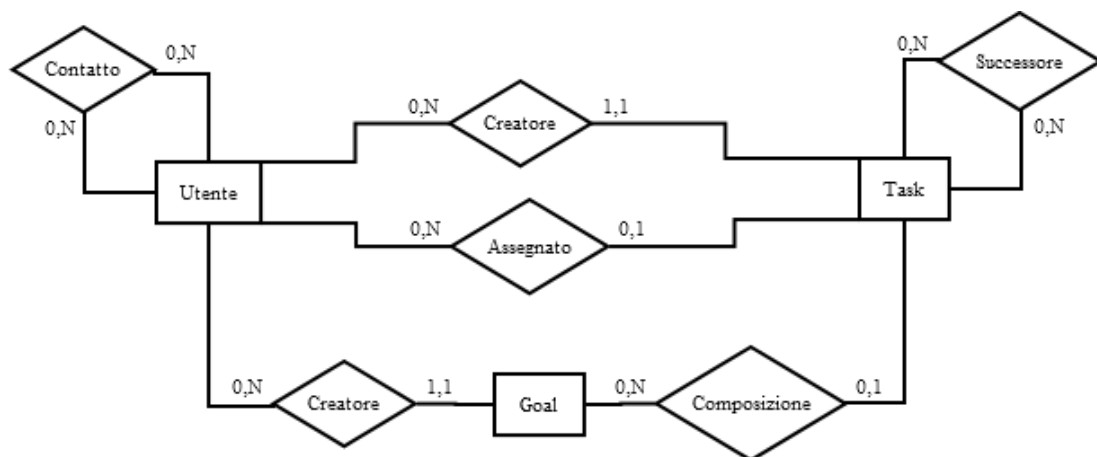 0,N
Contatto
0,N
0,N
Successore
0,N
0,N
Creatore
1,1
Utente
Task
0,N
Assegnato
0,1
0,N
Creatore
1,1
Goal
0,N
Composizione
0,1